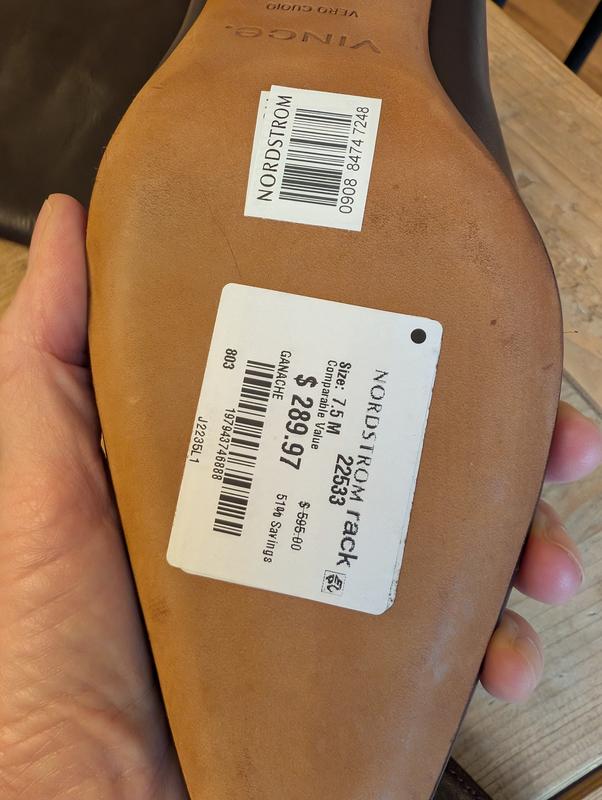 VERO CUOIO
VINCE.
NORDSTROM
0908 8474 7248
NORDSTROM rack
22533
Size: 7.5 M
Comparable Value
$ 289.97
$ 595.00
51% Savings
GANACHE
197943746888
803
J2235L1